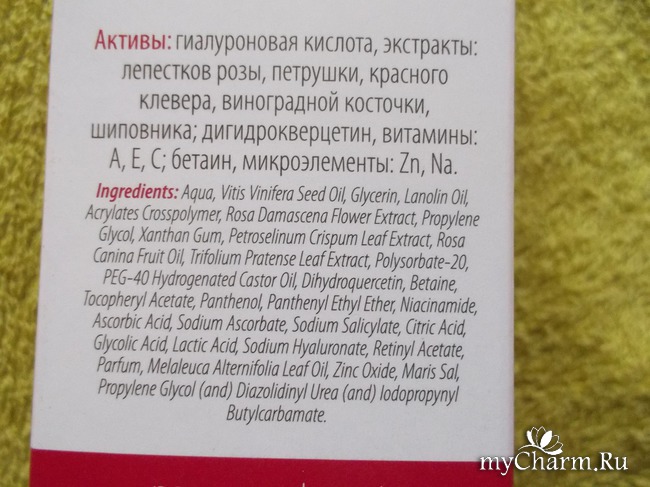 Активы: гиалуроновая кислота, экстракты:
лепестков розы, петрушки, красного
клевера, виноградной косточки,
шиповника; дигидрокверцетин, витамины:
A, E, C; бетаин, микроэлементы: Zn, Na.
Ingredients: Aqua, Vitis Vinifera Seed Oil, Glycerin, Lanolin Oil,
Acrylates Crosspolymer, Rosa Damascena Flower Extract, Propylene
Glycol, Xanthan Gum, Petroselinum Crispum Leaf Extract, Rosa
Canina Fruit Oil, Trifolium Pratense Leaf Extract, Polysorbate-20,
PEG-40 Hydrogenated Castor Oil, Dihydroquercetin, Betaine,
Tocopheryl Acetate, Panthenol, Panthenyl Ethyl Ether, Niacinamide,
Ascorbic Acid, Sodium Ascorbate, Sodium Salicylate, Citric Acid,
Glycolic Acid, Lactic Acid, Sodium Hyaluronate, Retinyl Acetate,
Parfum, Melaleuca Alternifolia Leaf Oil, Zinc Oxide, Maris Sal,
Propylene Glycol (and) Diazolidinyl Urea (and) Iodopropynyl
Butylcarbamate.
myCharm.Ru